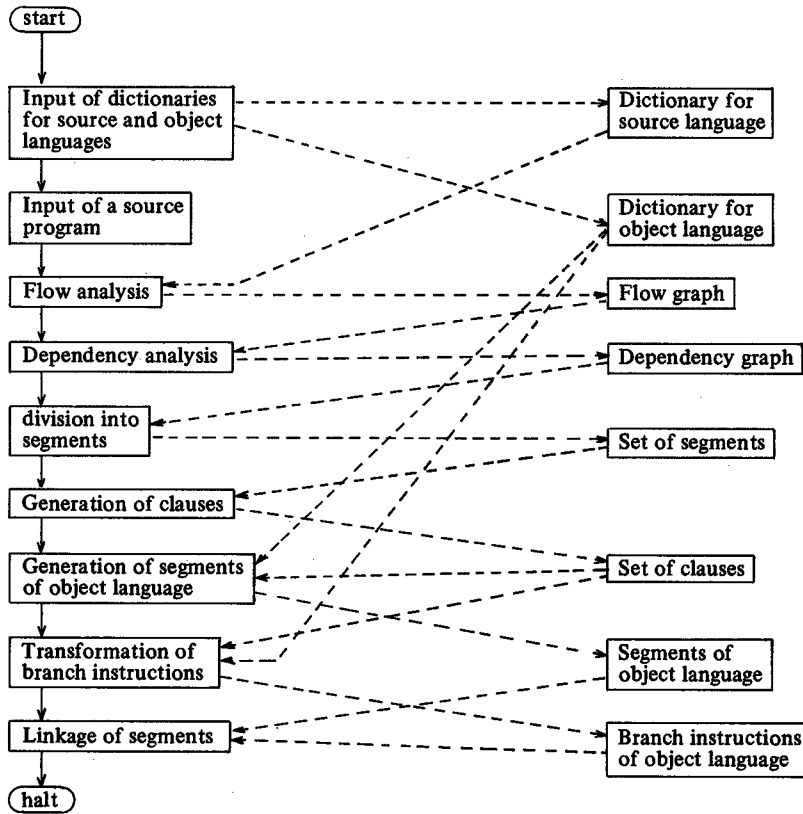 start
Input of dictionaries
for source and object
languages
Dictionary for
source language
Input of a source
program
Dictionary for
object language
Flow analysis
Flow graph
Dependency analysis
Dependency graph
division into
segments
Set of segments
Generation of clauses
Generation of segments
of object language
Set of clauses
Transformation of
branch instructions
Segments of
object language
Linkage of segments
Branch instructions
of object language
halt